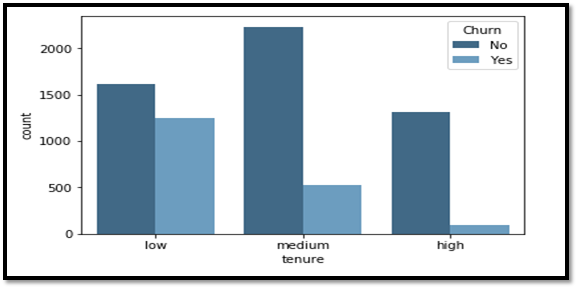 Churn
No
Yes
2000
1500
1000
500
0
count
low medium high
tenure